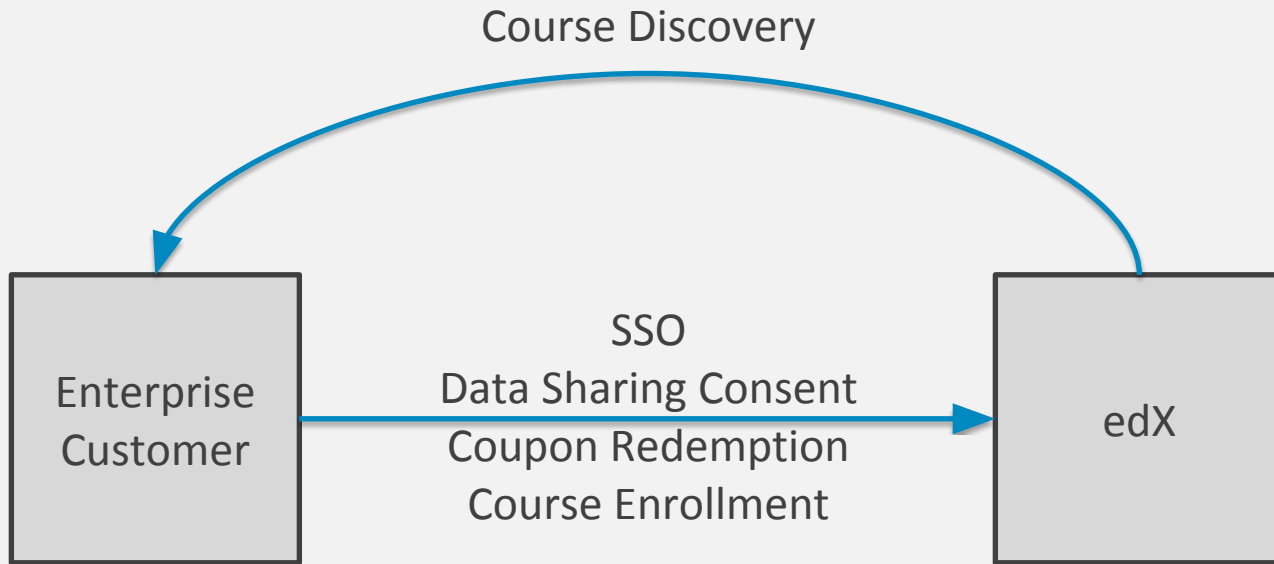 Course Discovery
SSO
Data Sharing Consent
Coupon Redemption
Course Enrollment
Enterprise
Customer
edX